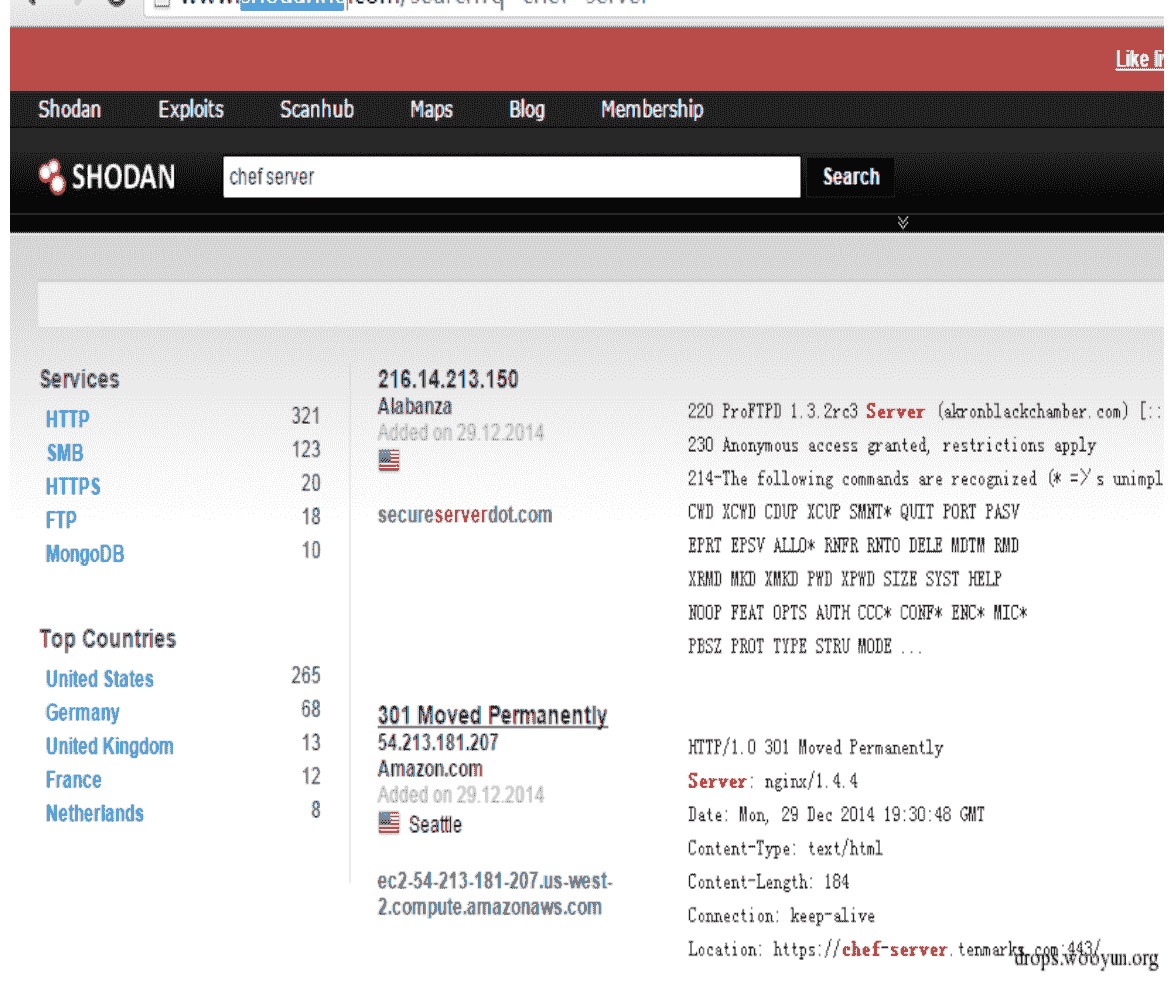 Like
Shodan Exploits Scanhub Maps Blog Membership
SHODAN chef server Search
Services
HTTP 321
SMB 123
HTTPS 20
FTP 18
MongoDB 10
Top Countries
United States 265
Germany 68
United Kingdom 13
France 12
Netherlands 8
216.14.213.150
Alabanza
Added on 29.12.2014
secureserverdot.com
220 ProFTPD 1.3.2rc3 Server (akronblackchamber.com) [::
230 Anonymous access granted, restrictions apply
214-The following commands are recognized (* =>'s unimpl
CWD XCWD CDUP XCUP SMNT* QUIT PORT PASV
EPRT EPSV ALLO* RNFR RNTO DELE MDTM RMD
XRMD MKD XMKD PWD XPWD SIZE SYST HELP
NOOP FEAT OPTS AUTH CCC* CONF* ENC* MIC*
PBSZ PROT TYPE STRU MODE ...
301 Moved Permanently
54.213.181.207
Amazon.com
Added on 29.12.2014
Seattle
ec2-54-213-181-207.us-west-
2.compute.amazonaws.com
HTTP/1.0 301 Moved Permanently
Server: nginx/1.4.4
Date: Mon, 29 Dec 2014 19:30:48 GMT
Content-Type: text/html
Content-Length: 184
Connection: keep-alive
Location: https://chef-server.tenmarks.com:443/
drops.wooyun.org